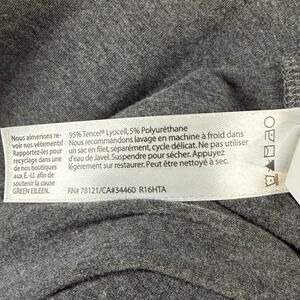 Nous aimerions re-
voir nos vêtements!
Rapportez-les pour
recyclage dans une
de nos boutiques
aux É.-U. afin de
soutenir la cause
GREEN EILEEN.
95% Tencel® Lyocell, 5% Polyuréthane
Nous recommandons lavage en machine à froid dans
un sac en filet, séparément, cycle délicat. Ne pas utiliser
d'eau de Javel. Suspendre pour sécher. Appuyez
légèrement sur restaurer. Peut être nettoyé à sec.
RN# 78121/CA#34460 R16HTA